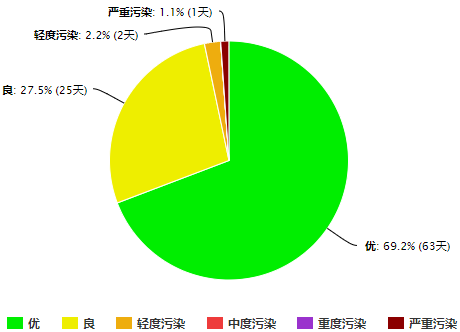 严重污染: 1.1% (1天)
轻度污染: 2.2% (2天)
良: 27.5% (25天)
优: 69.2% (63天)
优 良 轻度污染 中度污染 重度污染 严重污染